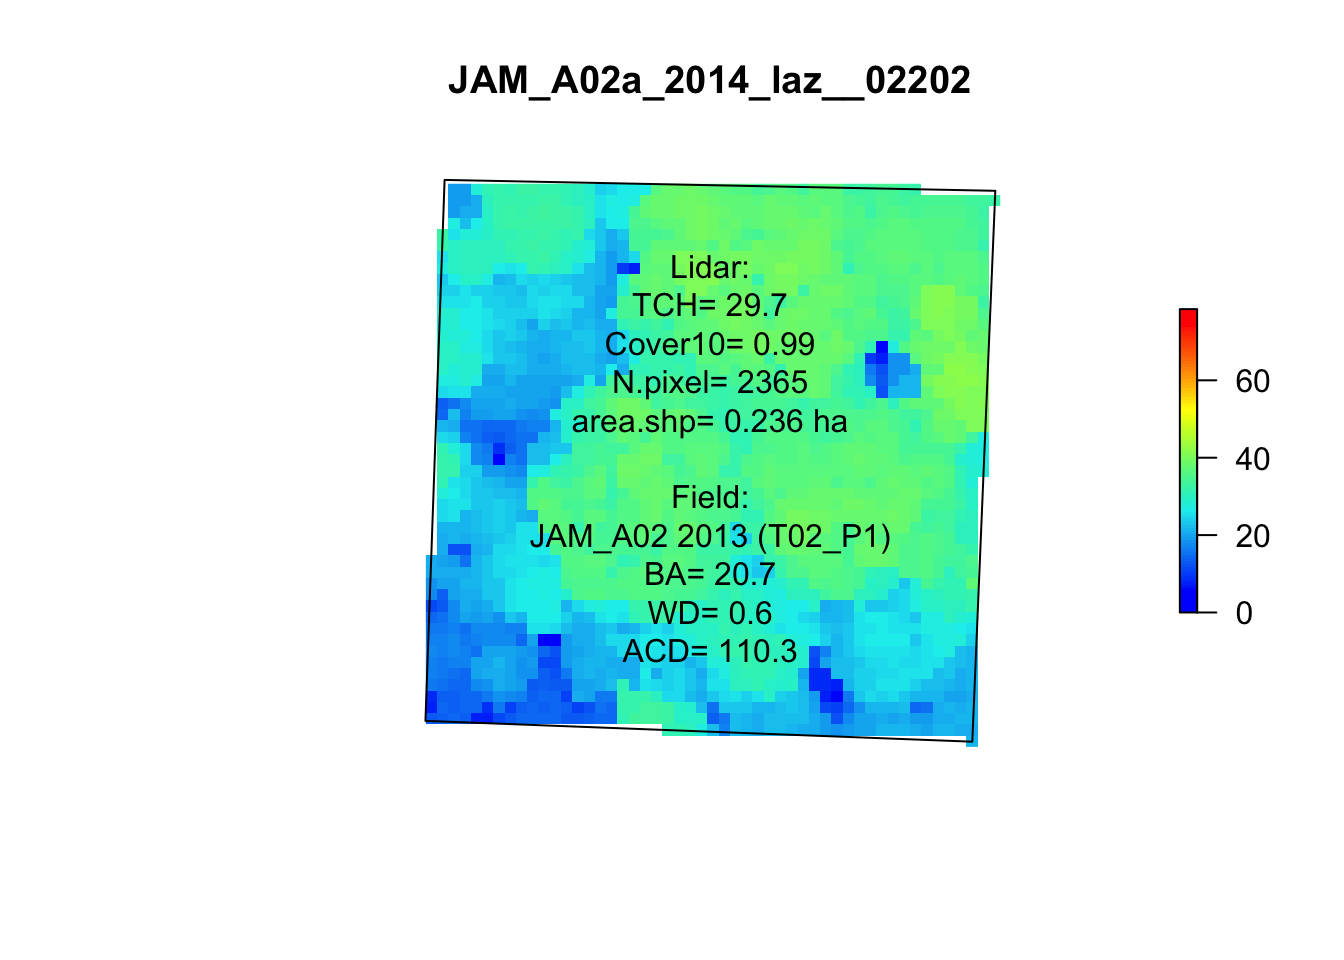 JAM_A02a_2014_laz__02202
Lidar:
TCH= 29.7
Cover10= 0.99
N.pixel= 2365
area.shp= 0.236 ha
Field:
JAM_A02 2013 (T02_P1)
BA= 20.7
WD= 0.6
ACD= 110.3
60
40
20
0